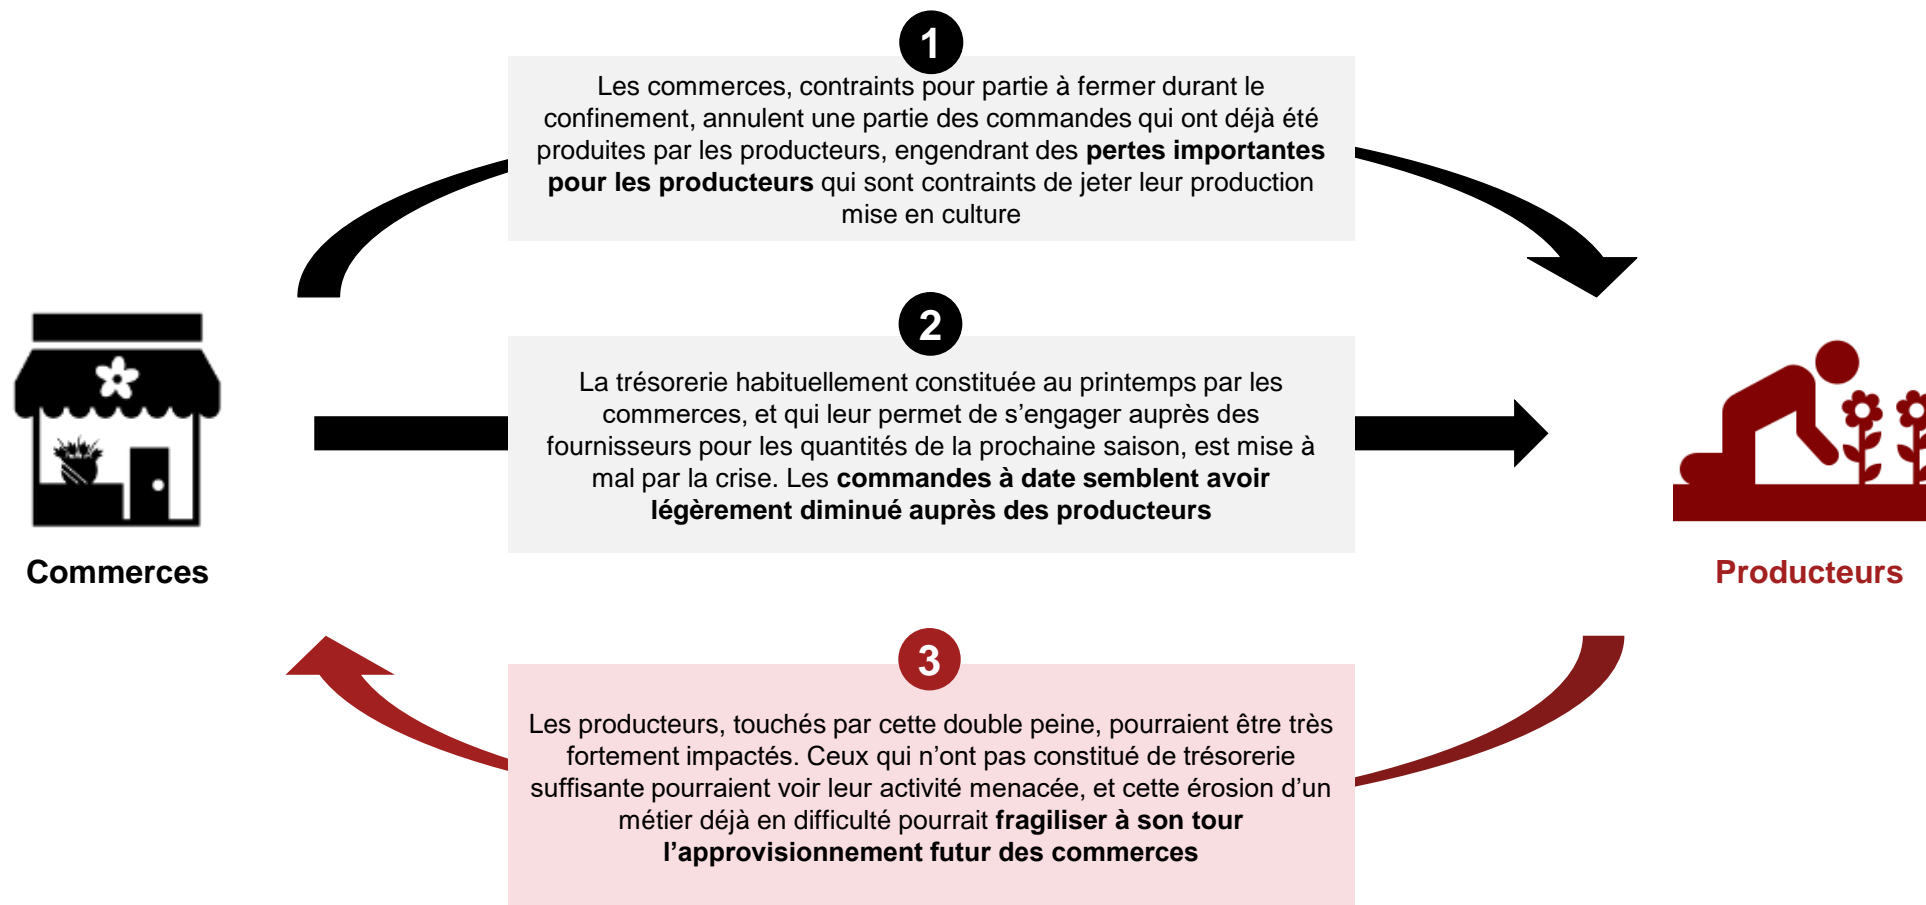 1
Les commerces, contraints pour partie à fermer durant le
confinement, annulent une partie des commandes qui ont déjà été
produites par les producteurs, engendrant des pertes importantes
pour les producteurs qui sont contraints de jeter leur production
mise en culture
2
La trésorerie habituellement constituée au printemps par les
commerces, et qui leur permet de s’engager auprès des
fournisseurs pour les quantités de la prochaine saison, est mise à
mal par la crise. Les commandes à date semblent avoir
légèrement diminué auprès des producteurs
Commerces
Producteurs
3
Les producteurs, touchés par cette double peine, pourraient être très
fortement impactés. Ceux qui n’ont pas constitué de trésorerie
suffisante pourraient voir leur activité menacée, et cette érosion d’un
métier déjà en difficulté pourrait fragiliser à son tour
l’approvisionnement futur des commerces